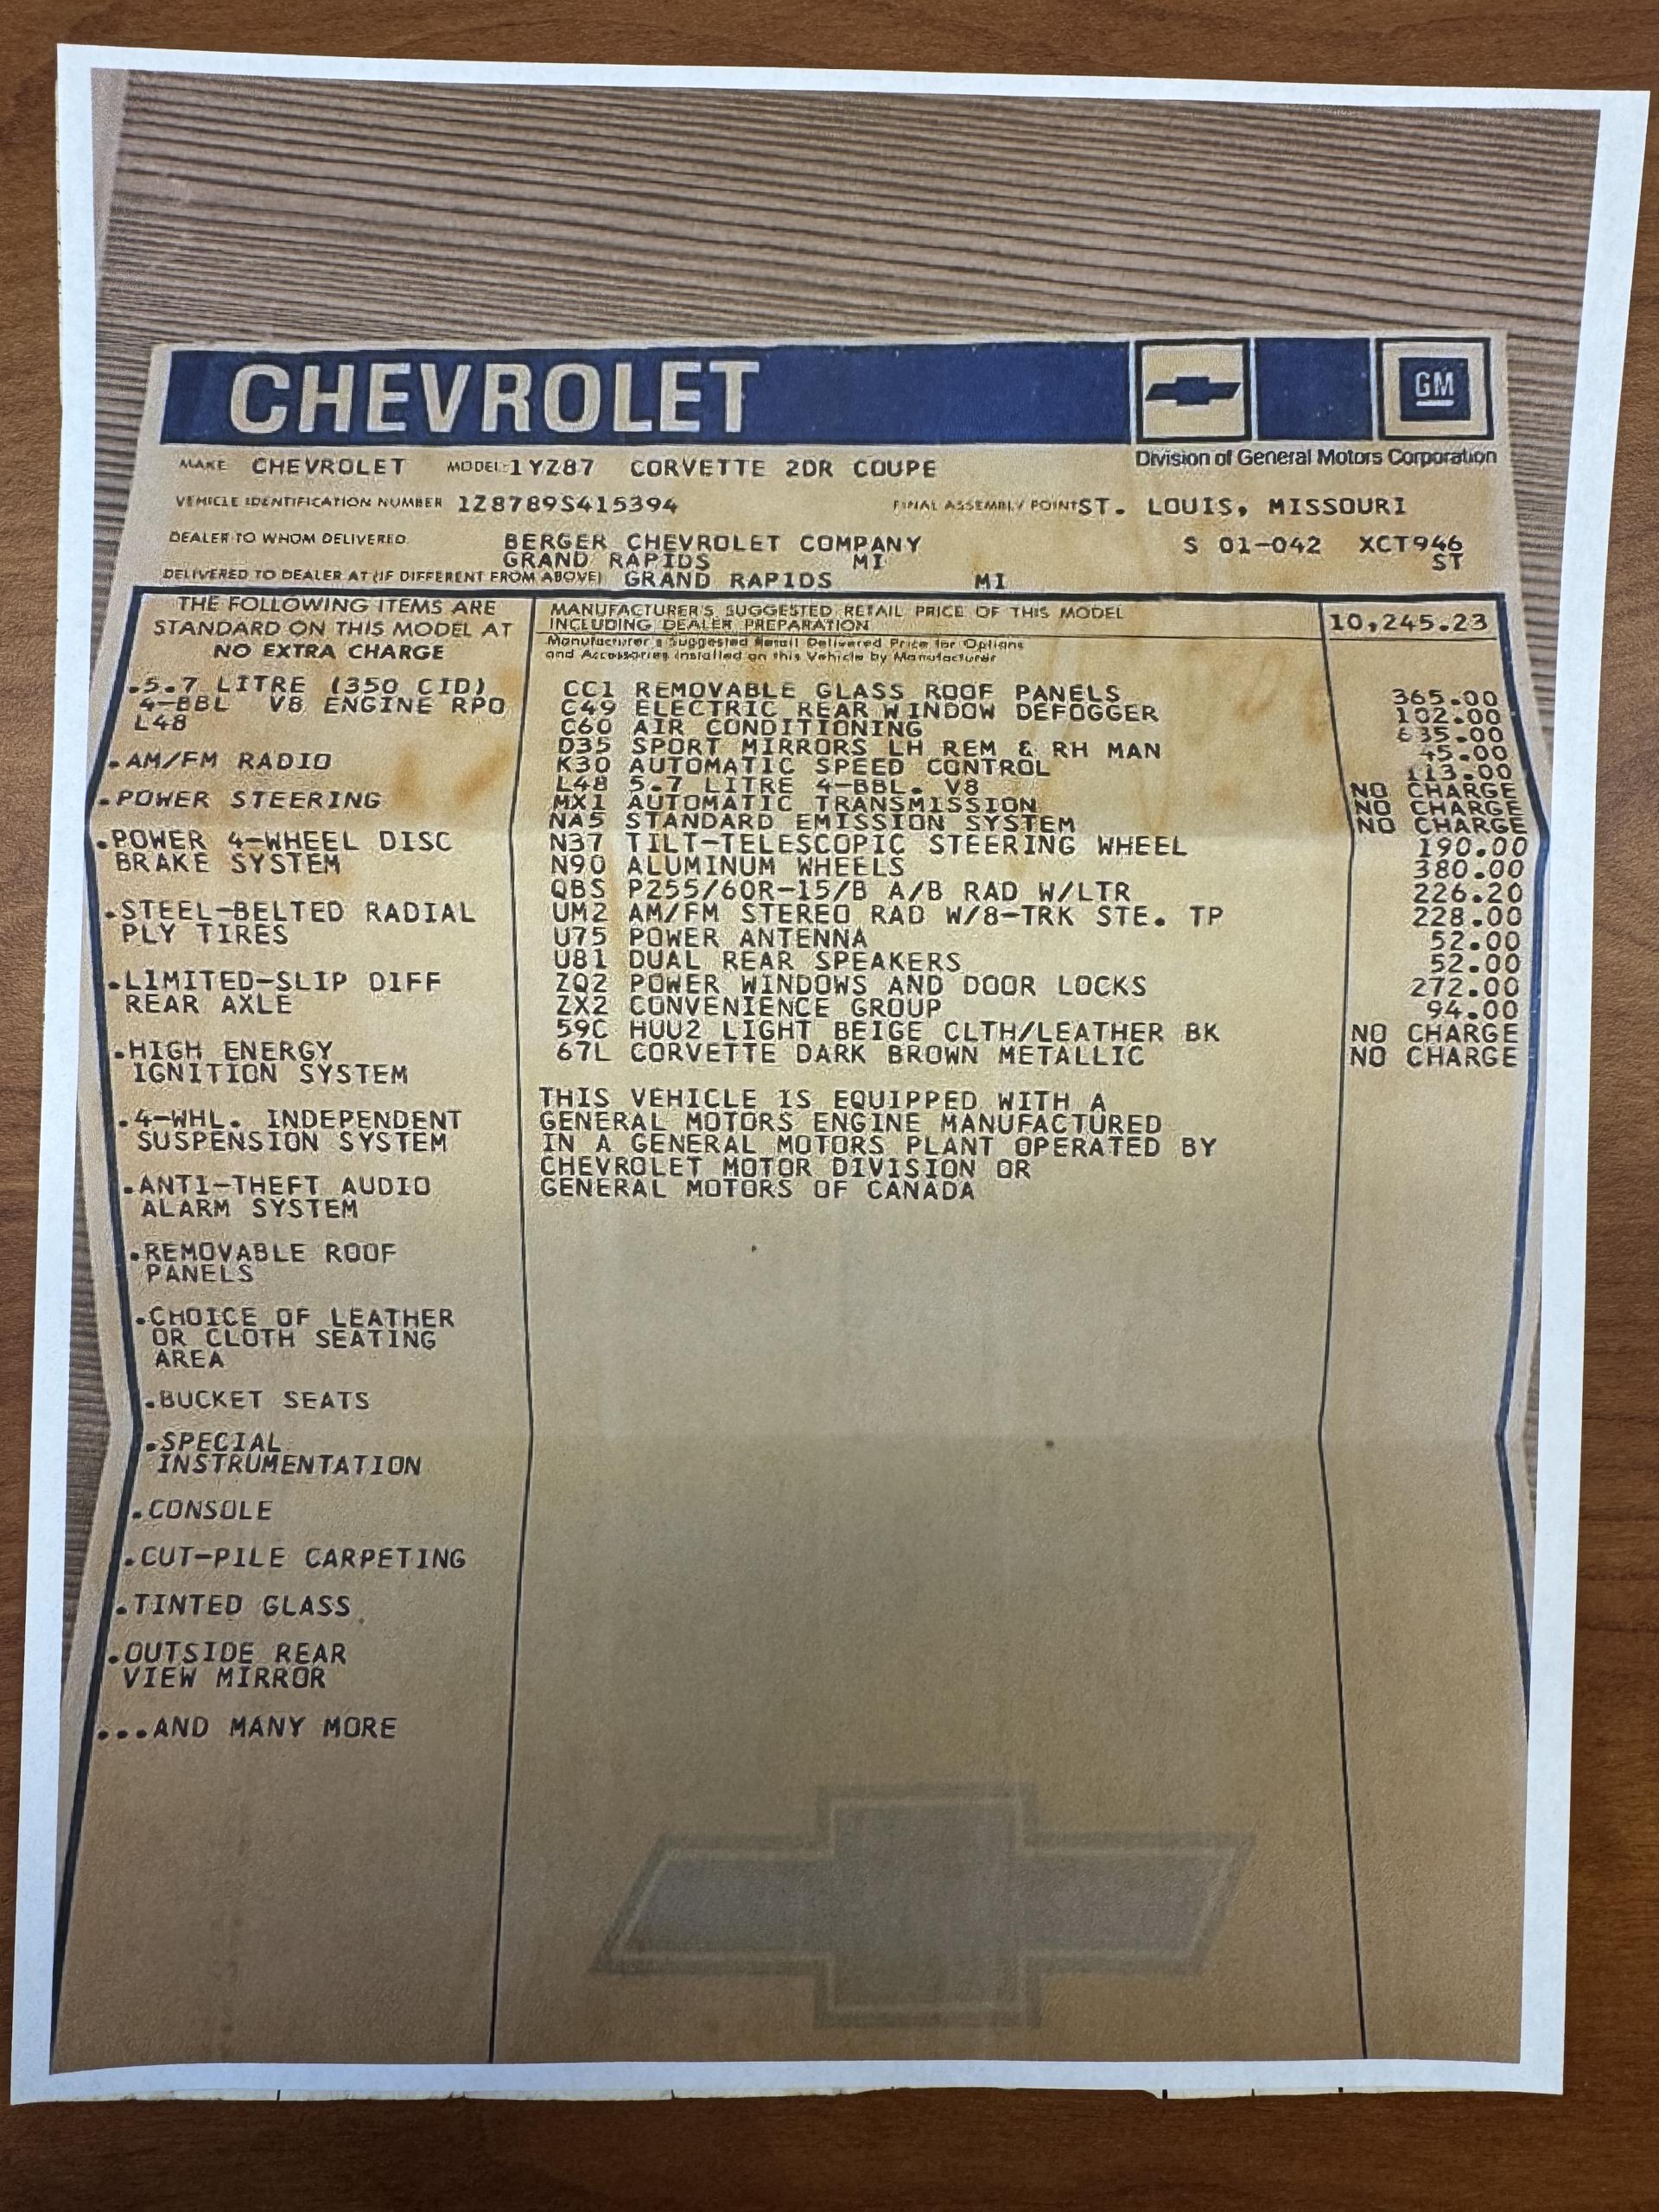 CHEVROLET
GM
Division of General Motors Corporation
MAKE CHEVROLET MODEL 1YZ87 CORVETTE 2DR COUPE
VEHICLE IDENTIFICATION NUMBER 1Z8789S415394 FINAL ASSEMBLY POINT ST. LOUIS, MISSOURI
DEALER TO WHOM DELIVERED BERGER CHEVROLET COMPANY S 01-042 XCT946
GRAND RAPIDS MI ST
DELIVERED TO DEALER AT (IF DIFFERENT FROM ABOVE) GRAND RAPIDS MI
THE FOLLOWING ITEMS ARE
STANDARD ON THIS MODEL AT
NO EXTRA CHARGE
.5.7 LITRE (350 CID)
4-BBL V8 ENGINE RPO
L48
.AM/FM RADIO
.POWER STEERING
.POWER 4-WHEEL DISC
BRAKE SYSTEM
.STEEL-BELTED RADIAL
PLY TIRES
.LIMITED-SLIP DIFF
REAR AXLE
.HIGH ENERGY
IGNITION SYSTEM
.4-WHL. INDEPENDENT
SUSPENSION SYSTEM
.ANTI-THEFT AUDIO
ALARM SYSTEM
.REMOVABLE ROOF
PANELS
.CHOICE OF LEATHER
OR CLOTH SEATING
AREA
.BUCKET SEATS
.SPECIAL
INSTRUMENTATION
.CONSOLE
.CUT-PILE CARPETING
.TINTED GLASS
.OUTSIDE REAR
VIEW MIRROR
...AND MANY MORE
MANUFACTURER'S SUGGESTED RETAIL PRICE OF THIS MODEL
INCLUDING DEALER PREPARATION 10,245.23
Manufacturer's Suggested Retail Delivered Price for Options
and Accessories Installed on this Vehicle by Manufacturer
CC1 REMOVABLE GLASS ROOF PANELS 365.00
C49 ELECTRIC REAR WINDOW DEFOGGER 102.00
C60 AIR CONDITIONING 635.00
D35 SPORT MIRRORS LH REM & RH MAN 45.00
K30 AUTOMATIC SPEED CONTROL 113.00
L48 5.7 LITRE 4-BBL. V8 NO CHARGE
MX1 AUTOMATIC TRANSMISSION NO CHARGE
NA5 STANDARD EMISSION SYSTEM NO CHARGE
N37 TILT-TELESCOPIC STEERING WHEEL 190.00
N90 ALUMINUM WHEELS 380.00
QBS P255/60R-15/B A/B RAD W/LTR 226.20
UM2 AM/FM STEREO RAD W/8-TRK STE. TP 228.00
U75 POWER ANTENNA 52.00
U81 DUAL REAR SPEAKERS 52.00
ZQ2 POWER WINDOWS AND DOOR LOCKS 272.00
ZX2 CONVENIENCE GROUP 94.00
59C HUU2 LIGHT BEIGE CLTH/LEATHER BK NO CHARGE
67L CORVETTE DARK BROWN METALLIC NO CHARGE
THIS VEHICLE IS EQUIPPED WITH A
GENERAL MOTORS ENGINE MANUFACTURED
IN A GENERAL MOTORS PLANT OPERATED BY
CHEVROLET MOTOR DIVISION OR
GENERAL MOTORS OF CANADA